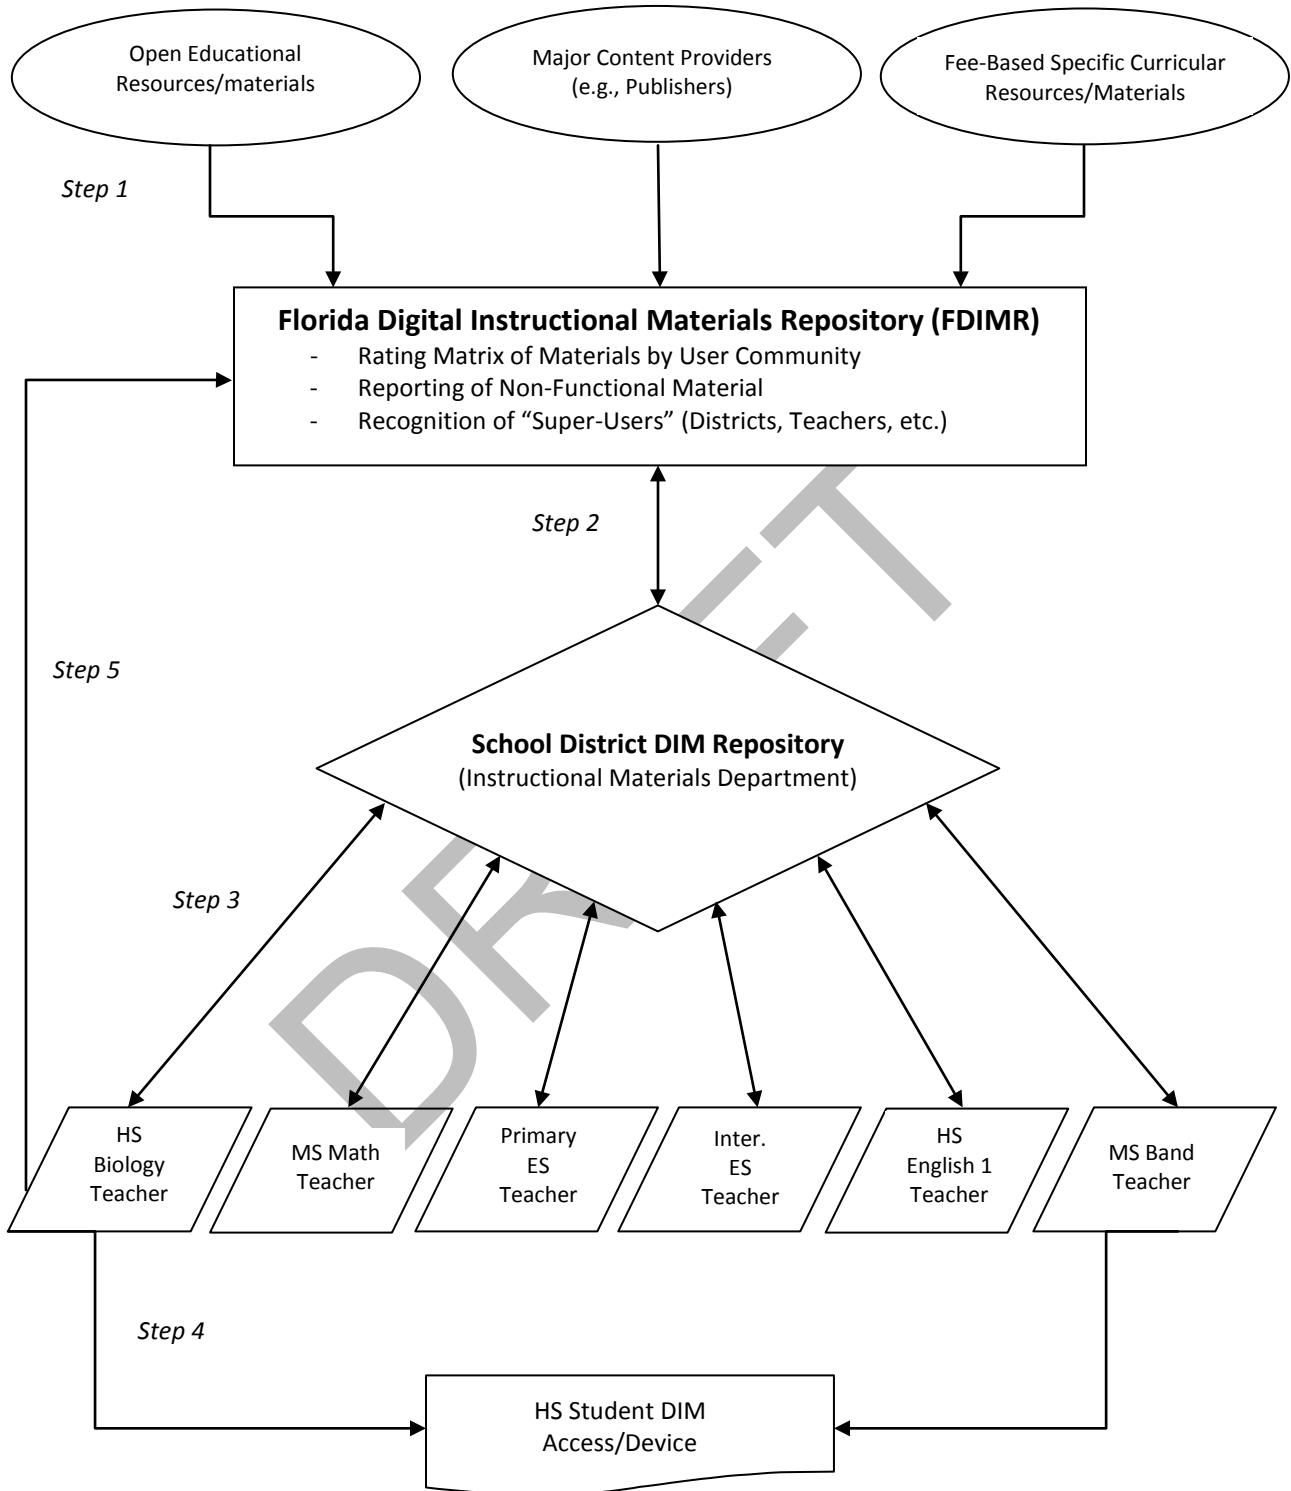 Open Educational
Resources/materials
Major Content Providers
(e.g., Publishers)
Fee-Based Specific Curricular
Resources/Materials
Step 1
Florida Digital Instructional Materials Repository (FDIMR)
- Rating Matrix of Materials by User Community
- Reporting of Non-Functional Material
- Recognition of “Super-Users” (Districts, Teachers, etc.)
Step 2
Step 5
School District DIM Repository
(Instructional Materials Department)
Step 3
DRAFT
HS
Biology
Teacher
MS Math
Teacher
Primary
ES
Teacher
Inter.
ES
Teacher
HS
English 1
Teacher
MS Band
Teacher
Step 4
HS Student DIM
Access/Device